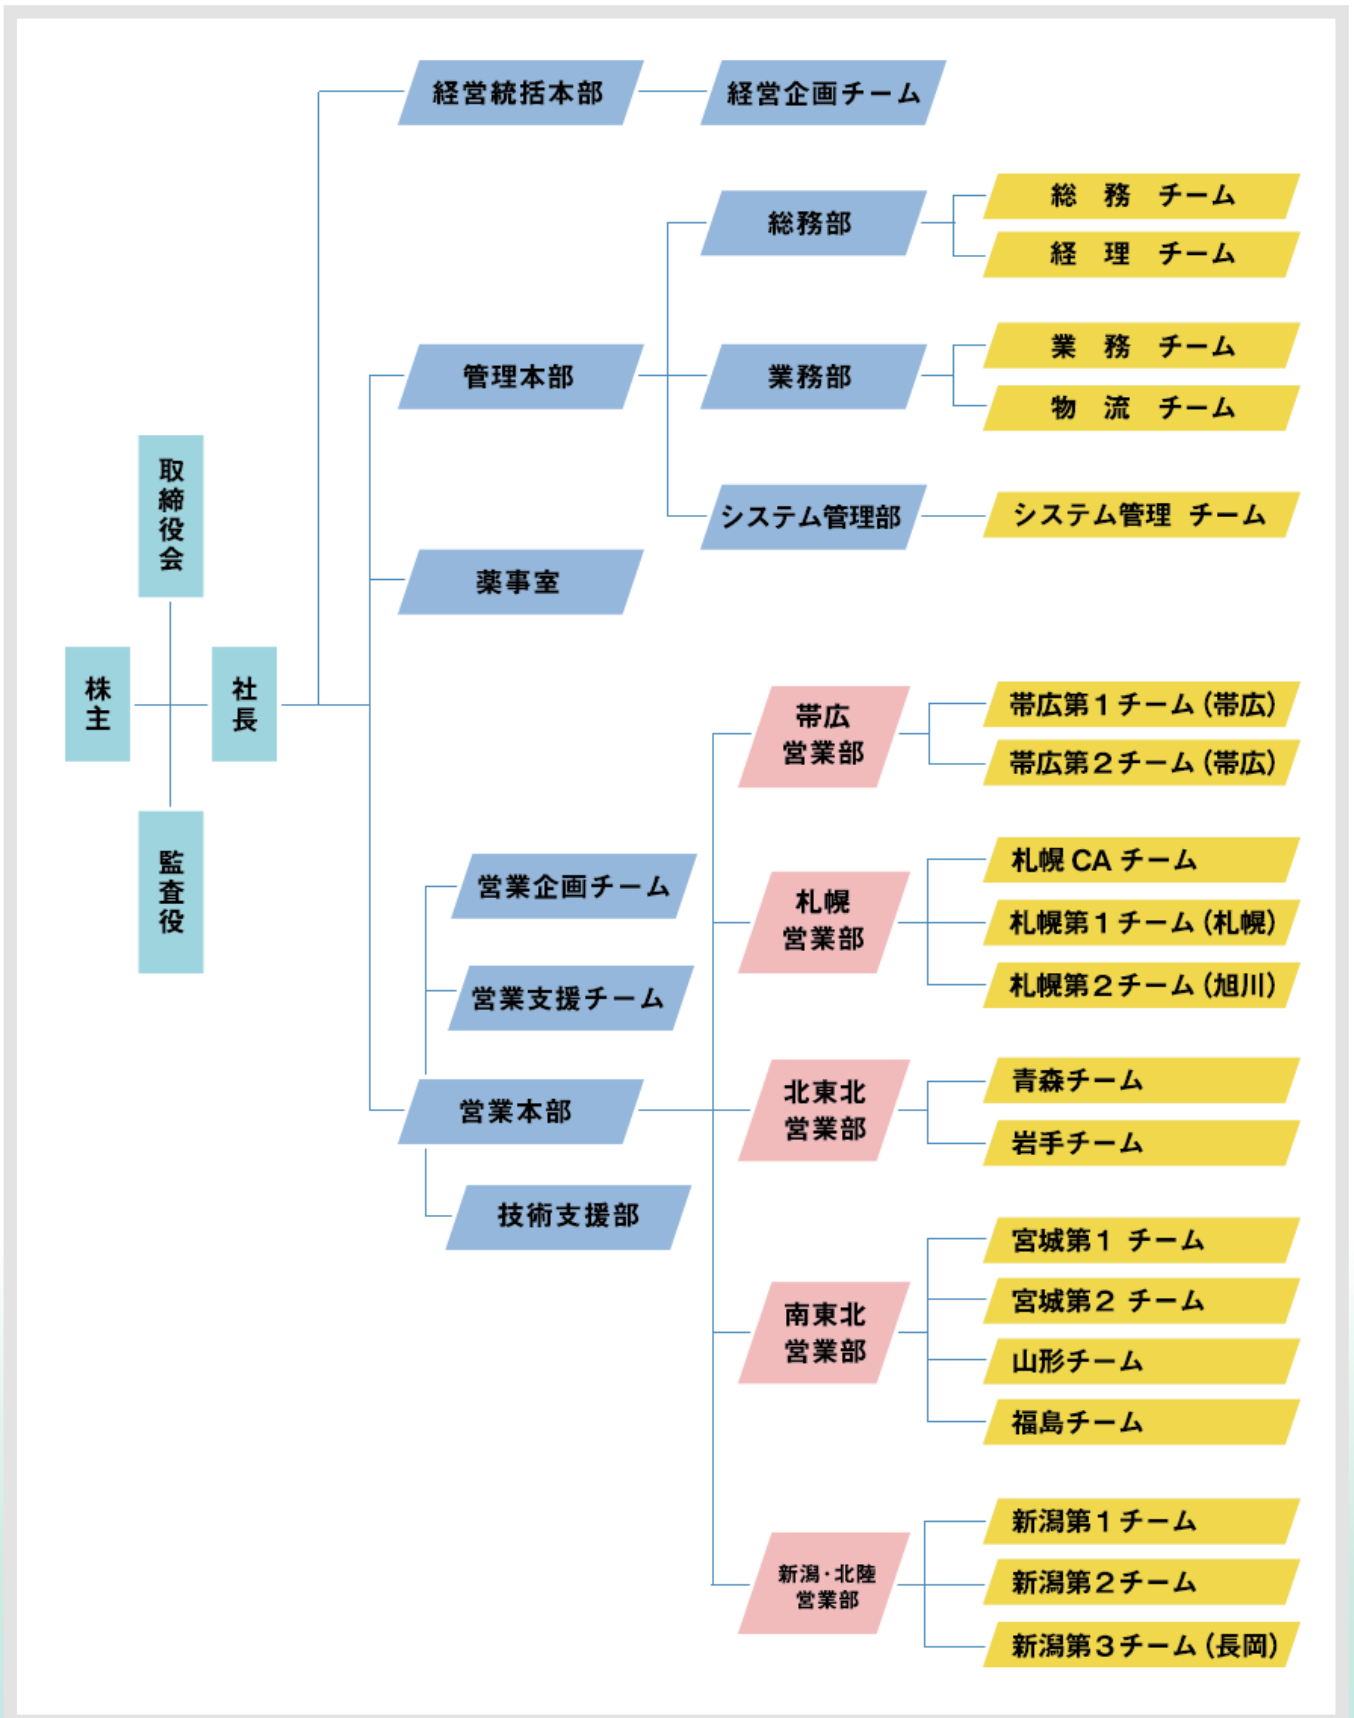 経営統括本部
経営企画チーム
総務部
総　務　チーム
経　理　チーム
管理本部
業務部
業　務　チーム
物　流　チーム
システム管理部
システム管理 チーム
薬事室
取締役会
株主
社長
監査役
営業企画チーム
営業支援チーム
営業本部
技術支援部
帯広
営業部
帯広第1チーム(帯広)
帯広第2チーム(帯広)
札幌
営業部
札幌CAチーム
札幌第1チーム(札幌)
札幌第2チーム(旭川)
北東北
営業部
青森チーム
岩手チーム
南東北
営業部
宮城第1 チーム
宮城第2 チーム
山形チーム
福島チーム
新潟・北陸
営業部
新潟第1チーム
新潟第2チーム
新潟第3チーム(長岡)